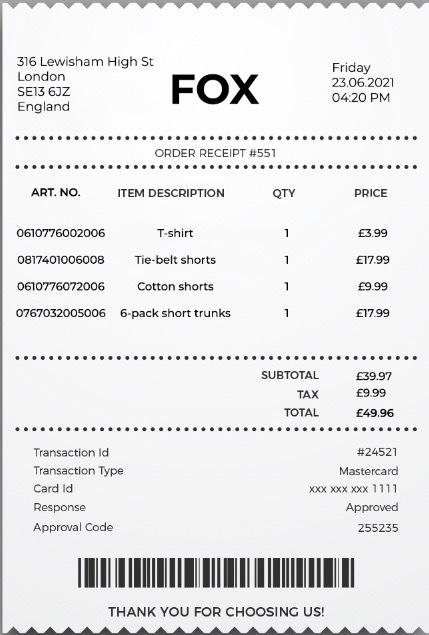 316 Lewisham High St
London
SE13 6JZ
England
FOX
Friday
23.06.2021
04:20 PM
ORDER RECEIPT #551
ART. NO. ITEM DESCRIPTION QTY PRICE
0610776002006 T-shirt 1 £3.99
0817401006008 Tie-belt shorts 1 £17.99
0610776072006 Cotton shorts 1 £9.99
0767032005006 6-pack short trunks 1 £17.99
SUBTOTAL £39.97
TAX £9.99
TOTAL £49.96
Transaction Id #24521
Transaction Type Mastercard
Card Id xxx xxx xxx 1111
Response Approved
Approval Code 255235
THANK YOU FOR CHOOSING US!